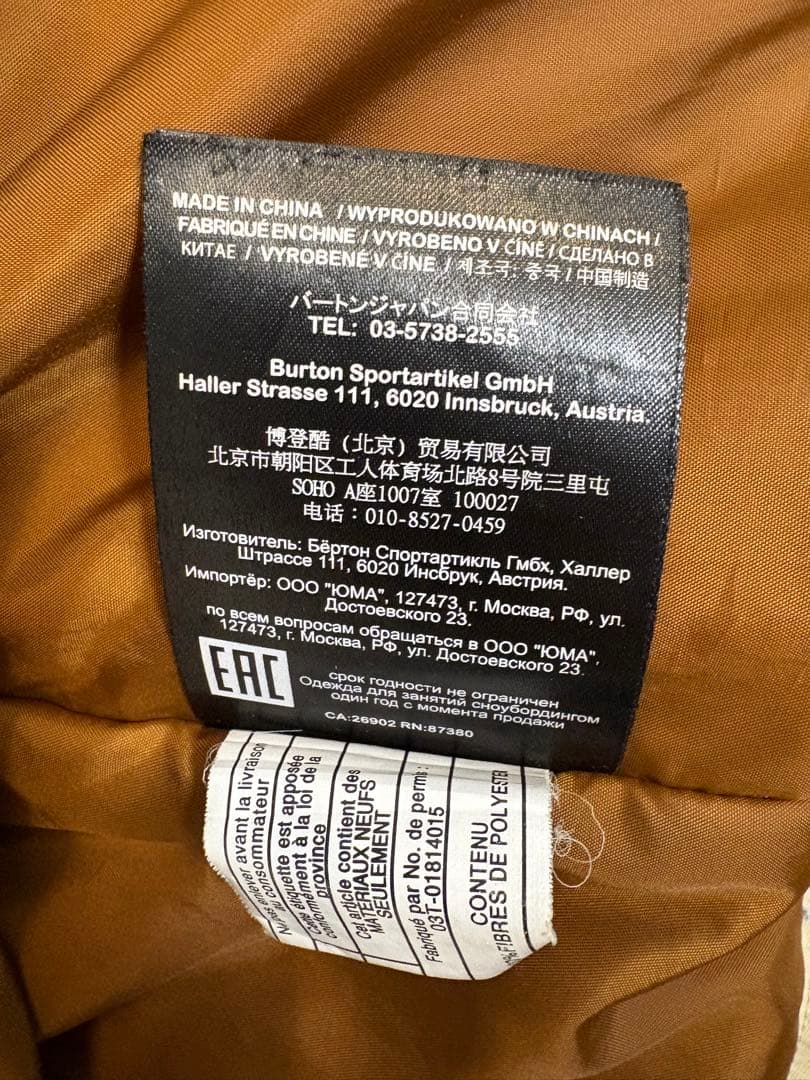 MADE IN CHINA / WYPRODUKOWANO W CHINACH /
FABRIQUÉ EN CHINE / VYROBENO V ČÍNĚ / СДЕЛАНО В
КИТАЕ / VYROBENÉ V ČÍNE / 제조국: 중국 / 中国制造
バートンジャパン合同会社
TEL: 03-5738-2555
Burton Sportartikel GmbH
Haller Strasse 111, 6020 Innsbruck, Austria.
博登酷（北京）贸易有限公司
北京市朝阳区工人体育场北路8号院三里屯
SOHO A座1007室 100027
电话：010-8527-0459
Изготовитель: Бёртон Спортартикль Гмбх, Халлер
Штрассе 111, 6020 Инсбрук, Австрия.
Импортёр: ООО "ЮМА", 127473, г. Москва, РФ, ул.
Достоевского 23.
по всем вопросам обращаться в ООО "ЮМА",
127473, г. Москва, РФ, ул. Достоевского 23.
EAC
срок годности не ограничен
Одежда для занятий сноубордингом
один год с момента продажи
CA:26902 RN:87380
enlever avant la livraison
au consommateur
étiquette est apposée
conformément à la loi de la
province
Cet article contient des
MATÉRIAUX NEUFS
SEULEMENT
Fabriqué par No. de permis:
03T-01814015
CONTENU
FIBRES DE POLYESTE